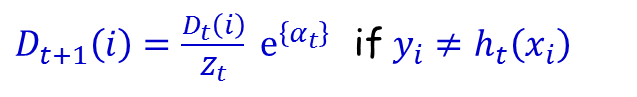 D_{t+1}(i) = \frac{D_t(i)}{Z_t} e^{\{α_t\}} if y_i ≠ h_t(x_i)